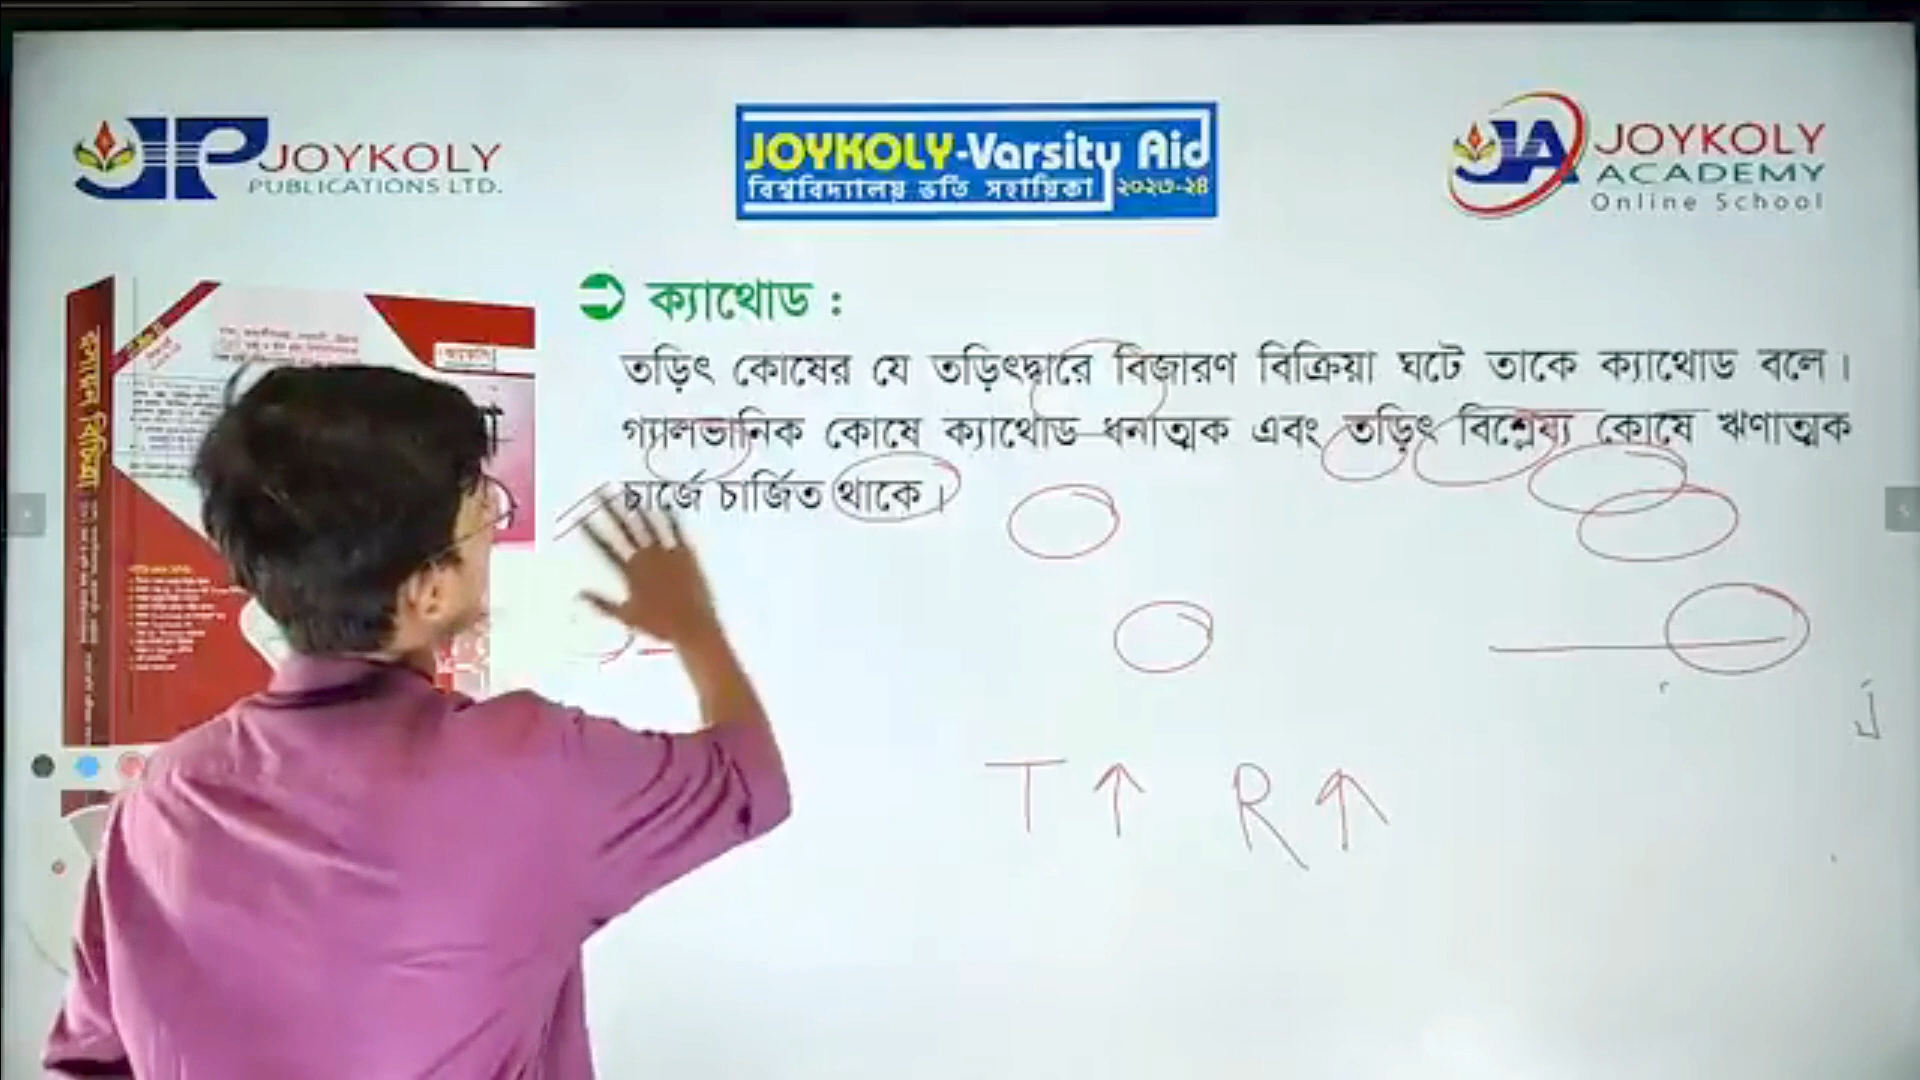 JP JOYKOLY
PUBLICATIONS LTD.
JOYKOLY-Varsity Aid
বিশ্ববিদ্যালয় ভর্তি সহায়িকা ২০২৩-২৪
JA JOYKOLY
ACADEMY
Online School
ক্যাথোড :
তড়িৎ কোষের যে তড়িৎদ্বারে বিজারণ বিক্রিয়া ঘটে তাকে ক্যাথোড বলে।
গ্যালভানিক কোষে ক্যাথোড ধনাত্মক এবং তড়িৎ বিশ্লেষ্য কোষে ঋণাত্মক
চার্জে চার্জিত থাকে।
T ↑ R ↑